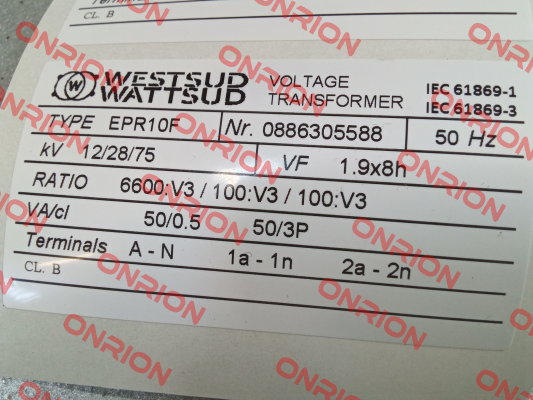 Terminals
CL. B
WESTSUD
WATTSUD
VOLTAGE
TRANSFORMER
IEC 61869-1
IEC 61869-3
TYPE EPR10F Nr. 0886305588 50 Hz
kV 12/28/75 VF 1.9x8h
RATIO 6600:V3 / 100:V3 / 100:V3
VA/cl 50/0.5 50/3P
Terminals A - N 1a - 1n 2a - 2n
CL. B
ONRION